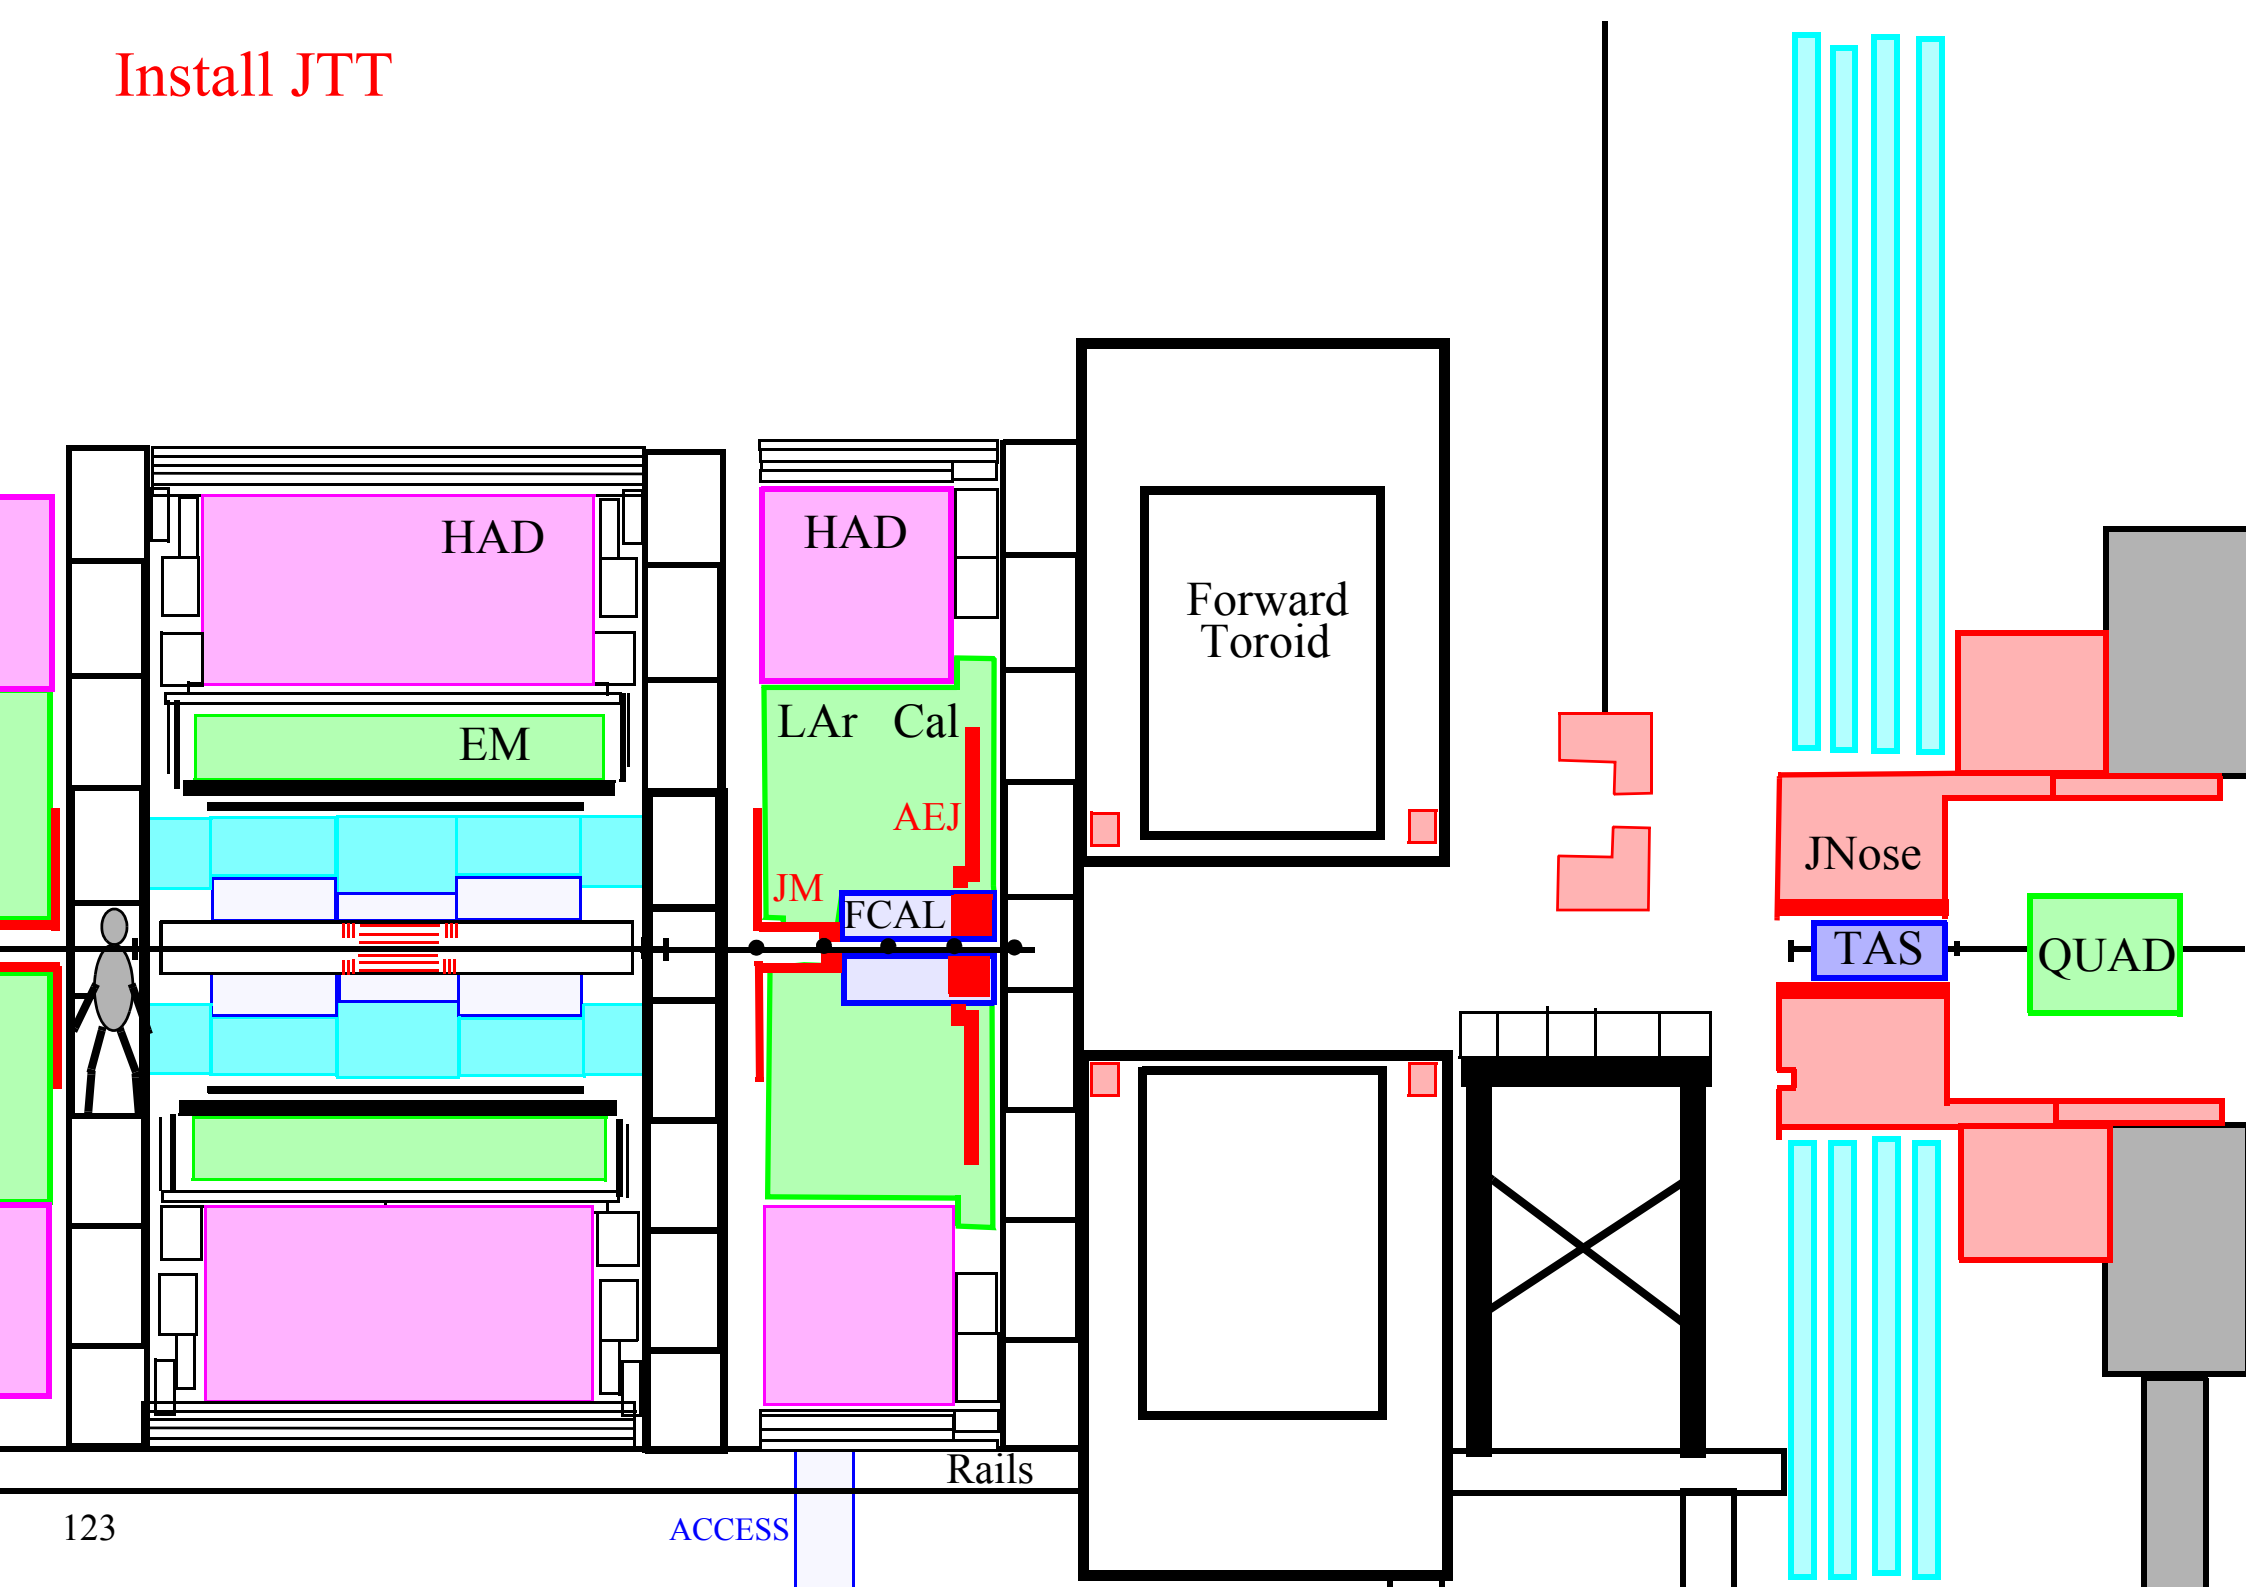 Install JTT
HAD
HAD
Forward
Toroid
LAr Cal
EM
AEJ
JNose
JM
FCAL
TAS
QUAD
Rails
123
ACCESS